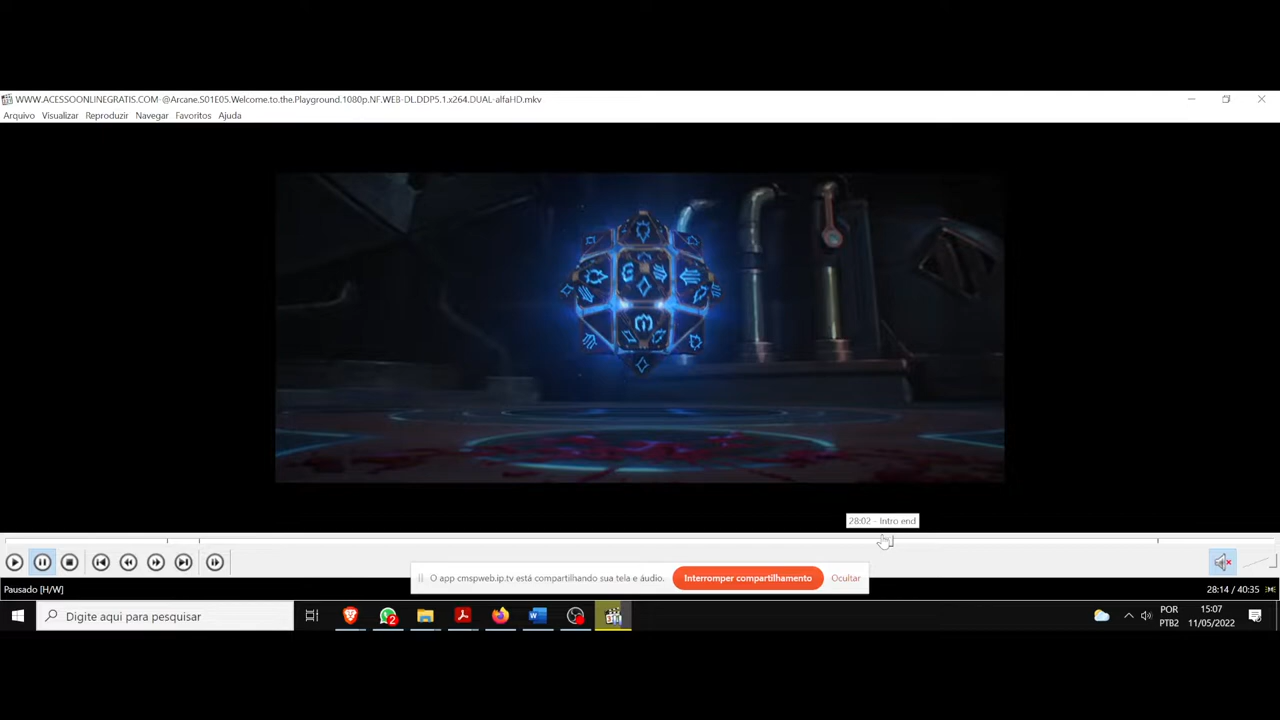 WWW.ACESSOONLINEGRATIS.COM-@Arcane.S01E05.Welcome.to.the.Playground.1080p.NF.WEB-DL.DDP5.1.x264.DUAL-alfaHD.mkv
Arquivo Visualizar Reproduzir Navegar Favoritos Ajuda
28:02 - Intro end
O app cmspweb.ip.tv está compartilhando sua tela e áudio. Interromper compartilhamento Ocultar
Pausado [H/W] 28:14 / 40:35
Digite aqui para pesquisar
2
POR 15:07
PTB2 11/05/2022